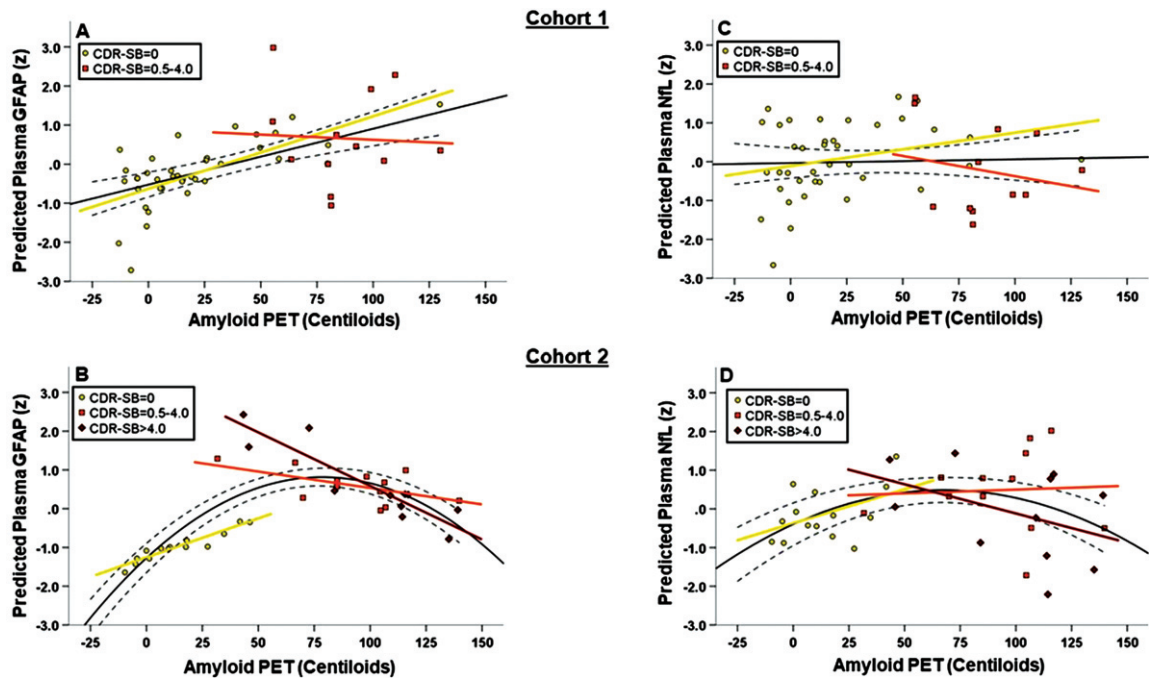 Cohort 1
A
CDR-SB=0
CDR-SB=0.5-4.0
Predicted Plasma GFAP (z)
3.0
2.0
1.0
.0
-1.0
-2.0
-3.0
-25 0 25 50 75 100 125 150
Amyloid PET (Centiloids)
C
CDR-SB=0
CDR-SB=0.5-4.0
Predicted Plasma NfL (z)
3.0
2.0
1.0
.0
-1.0
-2.0
-3.0
-25 0 25 50 75 100 125 150
Amyloid PET (Centiloids)
Cohort 2
B
CDR-SB=0
CDR-SB=0.5-4.0
CDR-SB>4.0
Predicted Plasma GFAP (z)
3.0
2.0
1.0
.0
-1.0
-2.0
-3.0
-25 0 25 50 75 100 125 150
Amyloid PET (Centiloids)
D
CDR-SB=0
CDR-SB=0.5-4.0
CDR-SB>4.0
Predicted Plasma NfL (z)
3.0
2.0
1.0
.0
-1.0
-2.0
-3.0
-25 0 25 50 75 100 125 150
Amyloid PET (Centiloids)